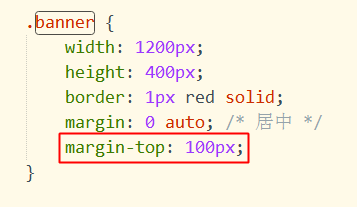 .banner {
width: 1200px;
height: 400px;
border: 1px red solid;
margin: 0 auto; /* 居中 */
margin-top: 100px;
}